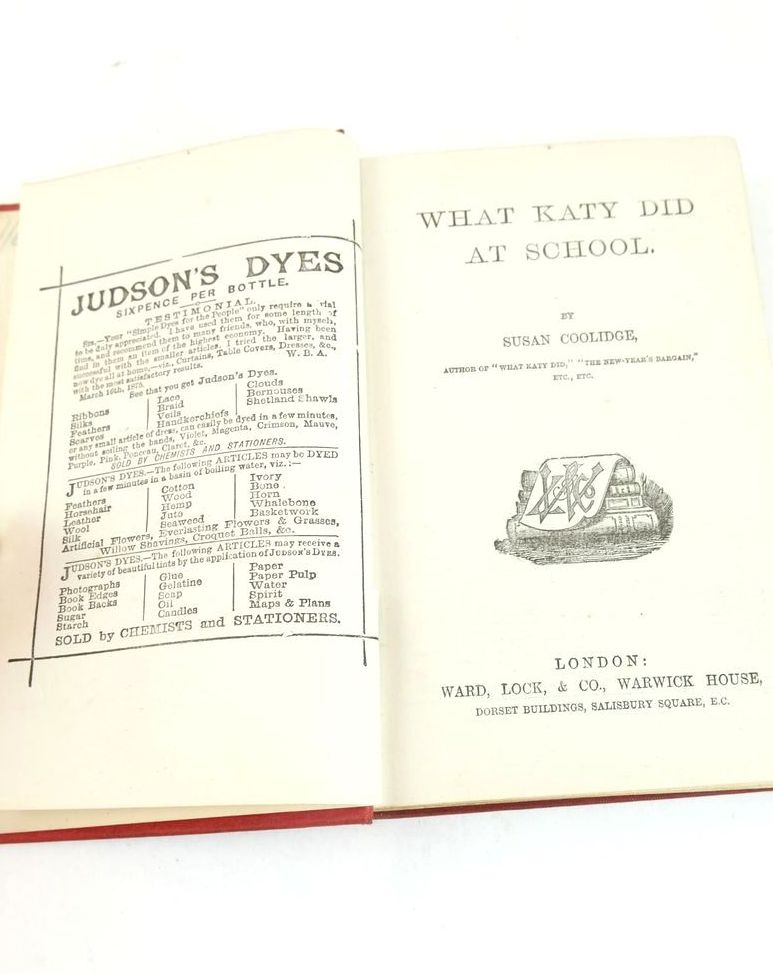 JUDSON'S DYES
SIXPENCE PER BOTTLE.
TESTIMONIAL.
SIR,—Your "Simple Dyes for the People" only require a trial
to be duly appreciated. I have used them for some length of
time, and recommend them to many friends, who, with myself,
find in them an item of the highest economy. Having been
successful with the smaller articles, I tried the larger, and
now dye all at home,—viz., Curtains, Table Covers, Dresses, &c.,
with the most satisfactory results. W. B. A.
March 16th, 1875.
See that you get Judson's Dyes.
Ribbons
Silks
Feathers
Scarves
Lace
Braid
Veils
Handkerchiefs
Clouds
Bernouses
Shetland Shawls
or any small article of dress, can easily be dyed in a few minutes,
without soiling the hands, Violet, Magenta, Crimson, Mauve,
Purple, Pink, Ponceau, Claret, &c.
SOLD BY CHEMISTS AND STATIONERS.
JUDSON'S DYES.—The following ARTICLES may be DYED
in a few minutes in a basin of boiling water, viz.:—
Feathers
Horsehair
Leather
Wool
Silk
Cotton
Wood
Hemp
Jute
Seaweed
Ivory
Bone
Horn
Whalebone
Basketwork
Artificial Flowers, Everlasting Flowers & Grasses,
Willow Shavings, Croquet Balls, &c.
JUDSON'S DYES.—The following ARTICLES may receive a
variety of beautiful tints by the application of JUDSON'S DYES.
Photographs
Book Edges
Book Backs
Sugar
Starch
Glue
Gelatine
Soap
Oil
Candles
Paper
Paper Pulp
Water
Spirit
Maps & Plans
SOLD by CHEMISTS and STATIONERS.
WHAT KATY DID
AT SCHOOL.
BY
SUSAN COOLIDGE,
AUTHOR OF "WHAT KATY DID," "THE NEW-YEAR'S BARGAIN,"
ETC., ETC.
LONDON:
WARD, LOCK, & CO., WARWICK HOUSE,
DORSET BUILDINGS, SALISBURY SQUARE, E.C.